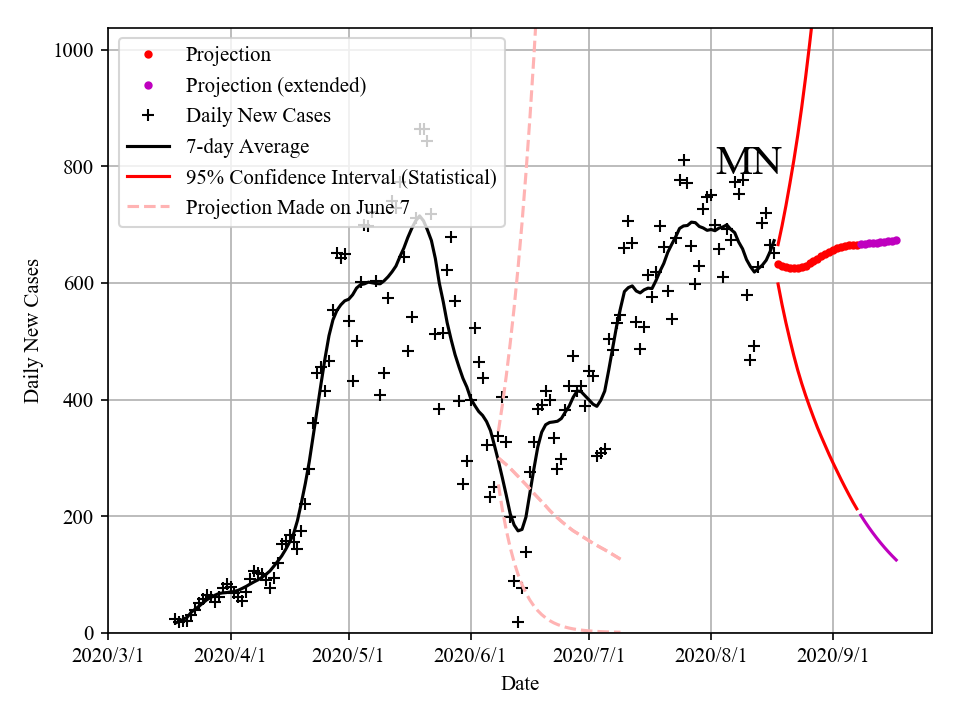 Projection
Projection (extended)
Daily New Cases
7-day Average
95% Confidence Interval (Statistical)
Projection Made on June 7
MN
1000
800
600
400
200
0
Daily New Cases
2020/3/1 2020/4/1 2020/5/1 2020/6/1 2020/7/1 2020/8/1 2020/9/1
Date